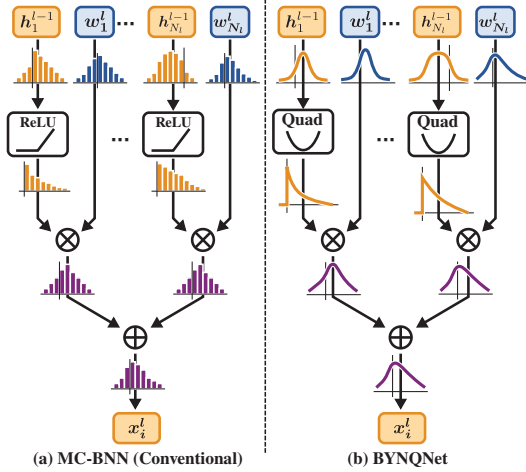 h_1^{l-1} w_1^l ... h_{N_l}^{l-1} w_{N_l}^l
h_1^{l-1} w_1^l ... h_{N_l}^{l-1} w_{N_l}^l
ReLU ... ReLU
Quad ... Quad
x_i^l
x_i^l
(a) MC-BNN (Conventional)
(b) BYNQNet